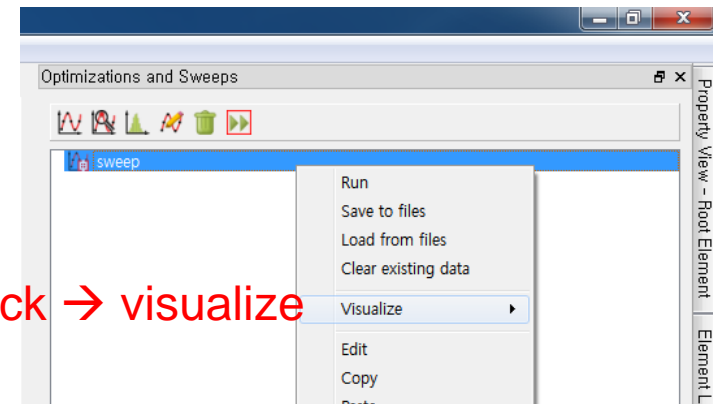 Optimizations and Sweeps
sweep
Run
Save to files
Load from files
Clear existing data
ck → visualize
Visualize
Edit
Copy
Property View - Root Element